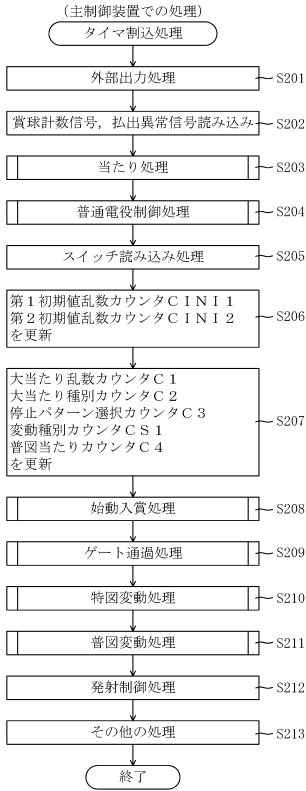 (主制御装置での処理)
タイマ割込処理
外部出力処理 S201
賞球計数信号，払出異常信号読み込み S202
当たり処理 S203
普通電役制御処理 S204
スイッチ読み込み処理 S205
第１初期値乱数カウンタＣＩＮＩ１
第２初期値乱数カウンタＣＩＮＩ２
を更新 S206
大当たり乱数カウンタＣ１
大当たり種別カウンタＣ２
停止パターン選択カウンタＣ３
変動種別カウンタＣＳ１
普図当たりカウンタＣ４
を更新 S207
始動入賞処理 S208
ゲート通過処理 S209
特図変動処理 S210
普図変動処理 S211
発射制御処理 S212
その他の処理 S213
終了